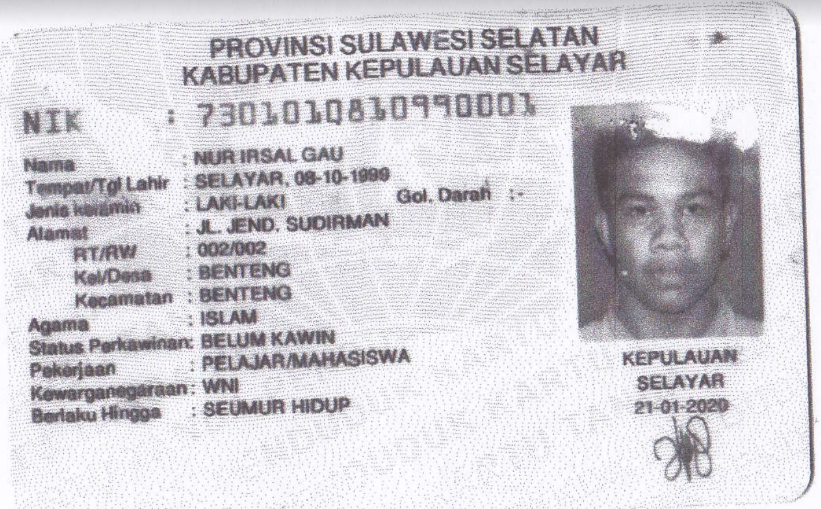 PROVINSI SULAWESI SELATAN
KABUPATEN KEPULAUAN SELAYAR
NIK : 7301010810990001
Nama : NUR IRSAL GAU
Tempat/Tgl Lahir : SELAYAR, 08-10-1999
Jenis kelamin : LAKI-LAKI Gol. Darah : -
Alamat : JL. JEND. SUDIRMAN
RT/RW : 002/002
Kel/Desa : BENTENG
Kecamatan : BENTENG
Agama : ISLAM
Status Perkawinan: BELUM KAWIN
Pekerjaan : PELAJAR/MAHASISWA
Kewarganegaraan: WNI
Berlaku Hingga : SEUMUR HIDUP
KEPULAUAN
SELAYAR
21-01-2020